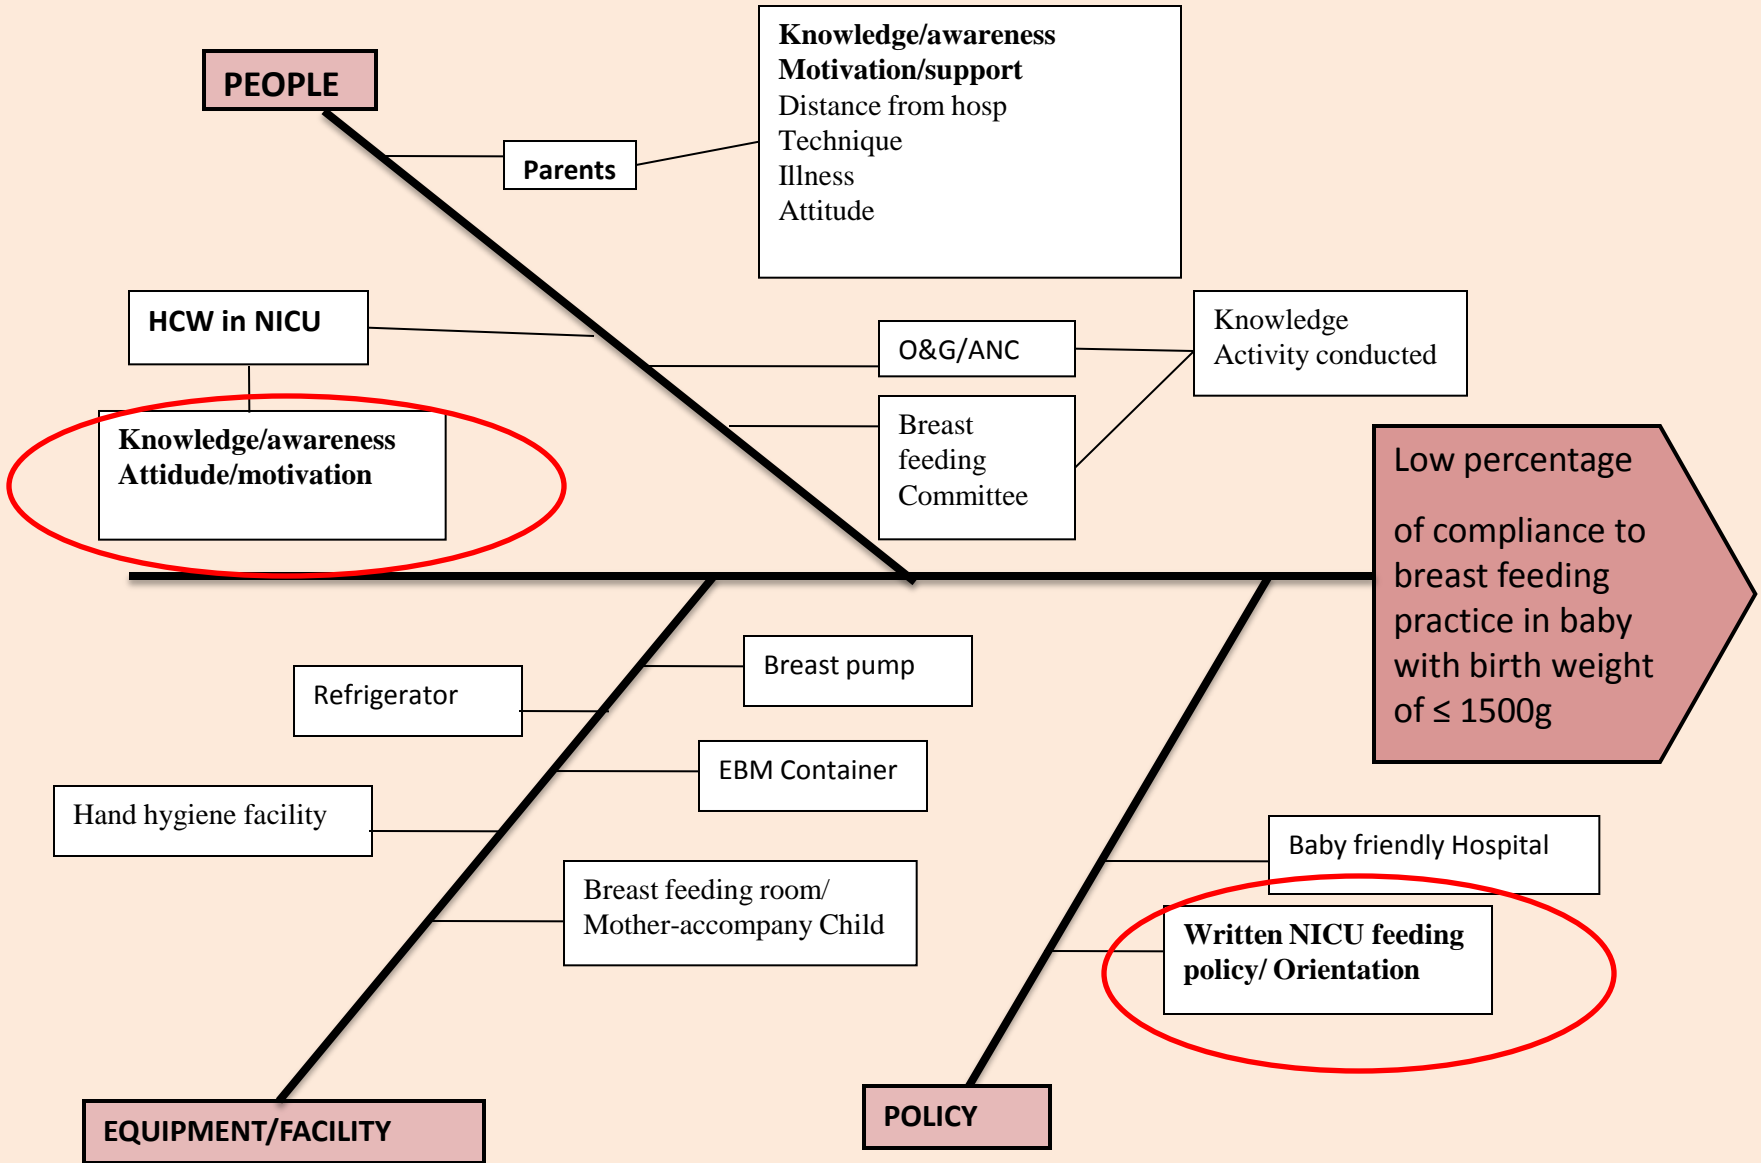 PEOPLE
Knowledge/awareness
Motivation/support
Distance from hosp
Technique
Illness
Attitude
Parents
HCW in NICU
Knowledge/awareness
Attidude/motivation
O&G/ANC
Knowledge
Activity conducted
Breast
feeding
Committee
Low percentage
of compliance to
breast feeding
practice in baby
with birth weight
of ≤ 1500g
Breast pump
Refrigerator
EBM Container
Hand hygiene facility
Breast feeding room/
Mother-accompany Child
Baby friendly Hospital
Written NICU feeding
policy/ Orientation
EQUIPMENT/FACILITY
POLICY